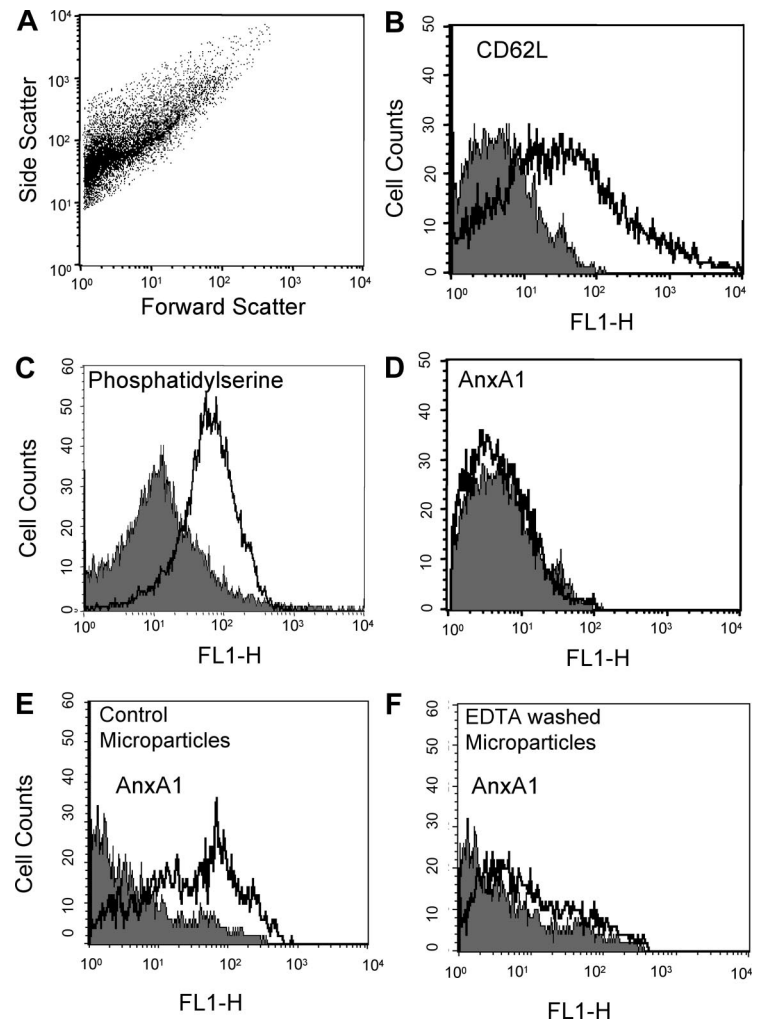 A
Side Scatter
10⁴
10³
10²
10¹
10⁰
10⁰ 10¹ 10² 10³ 10⁴
Forward Scatter
B
CD62L
Cell Counts
50
40
30
20
10
0
10⁰ 10¹ 10² 10³ 10⁴
FL1-H
C
Phosphatidylserine
Cell Counts
60
50
40
30
20
10
0
10⁰ 10¹ 10² 10³ 10⁴
FL1-H
D
AnxA1
50
40
30
20
10
0
10⁰ 10¹ 10² 10³ 10⁴
FL1-H
E
Control
Microparticles
AnxA1
Cell Counts
60
50
40
30
20
10
0
10⁰ 10¹ 10² 10³ 10⁴
FL1-H
F
EDTA washed
Microparticles
AnxA1
60
50
40
30
20
10
0
10⁰ 10¹ 10² 10³ 10⁴
FL1-H